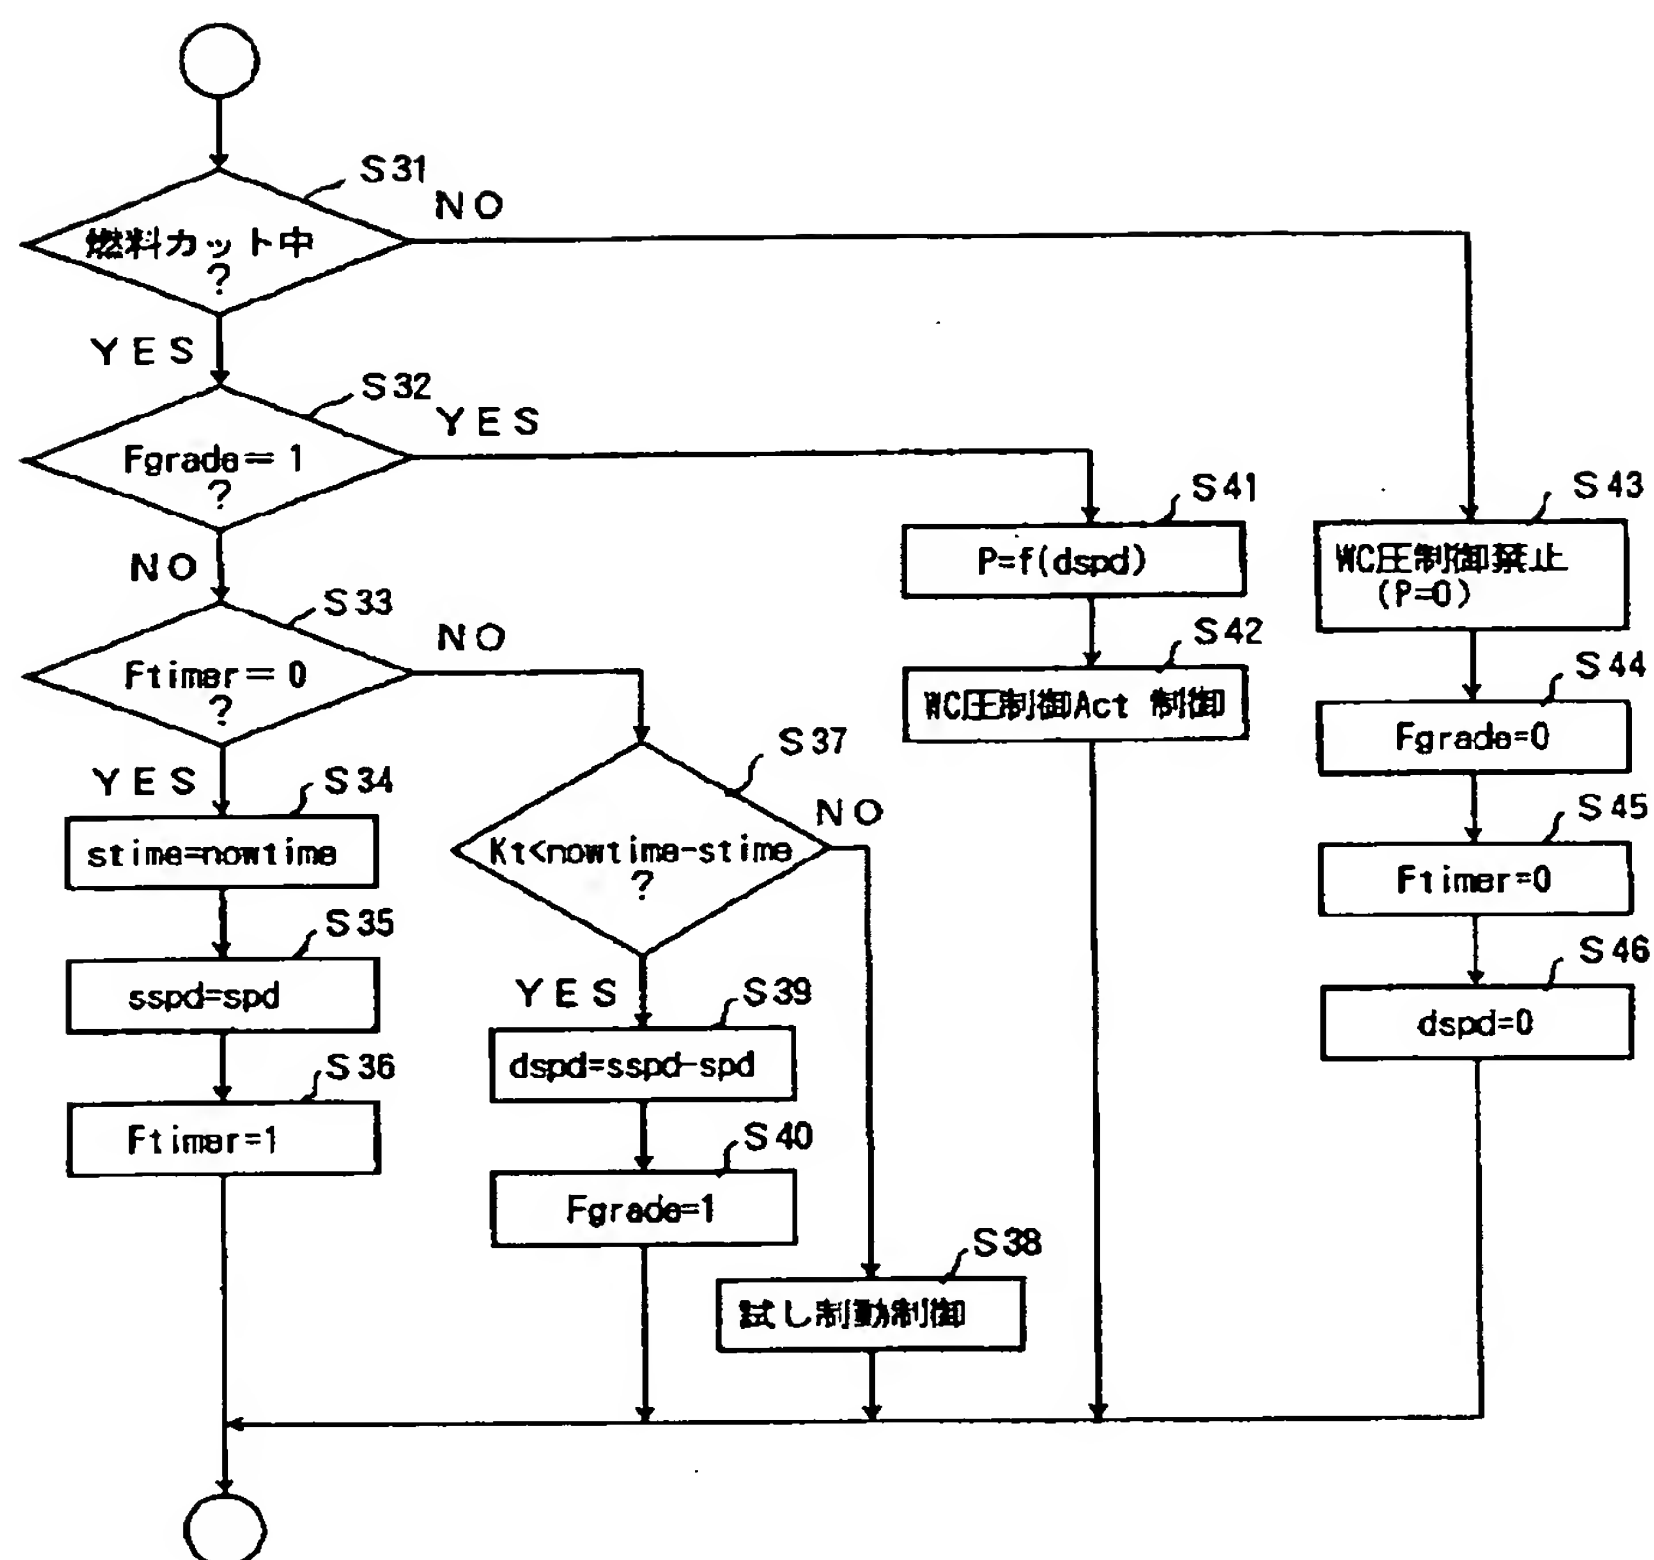 S31
NO
燃料カット中
?
YES
S32
YES
Fgrade=1
?
NO
S33
NO
Ftimer=0
?
YES
S34
stime=nowtime
S35
sspd=spd
S36
Ftimer=1
S37
NO
Kt<nowtime-stime
?
YES
S39
dspd=sspd-spd
S40
Fgrade=1
S38
試し制動制御
S41
P=f(dspd)
S42
WC圧制御Act 制御
S43
WC圧制御禁止
(P=0)
S44
Fgrade=0
S45
Ftimer=0
S46
dspd=0